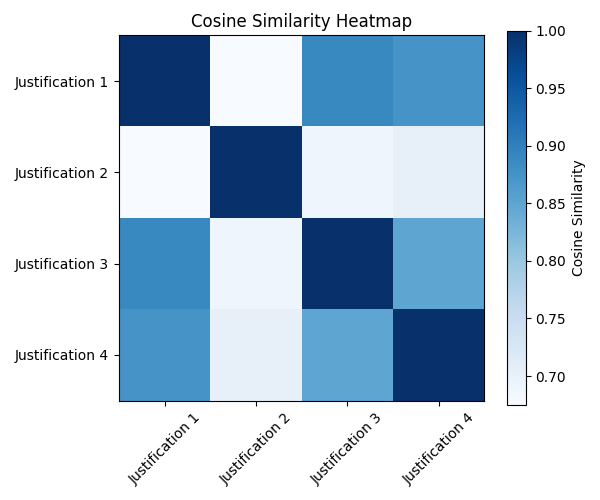 Cosine Similarity Heatmap
Justification 1
Justification 2
Justification 3
Justification 4
Justification 1
Justification 2
Justification 3
Justification 4
1.00
0.95
0.90
0.85
0.80
0.75
0.70
Cosine Similarity